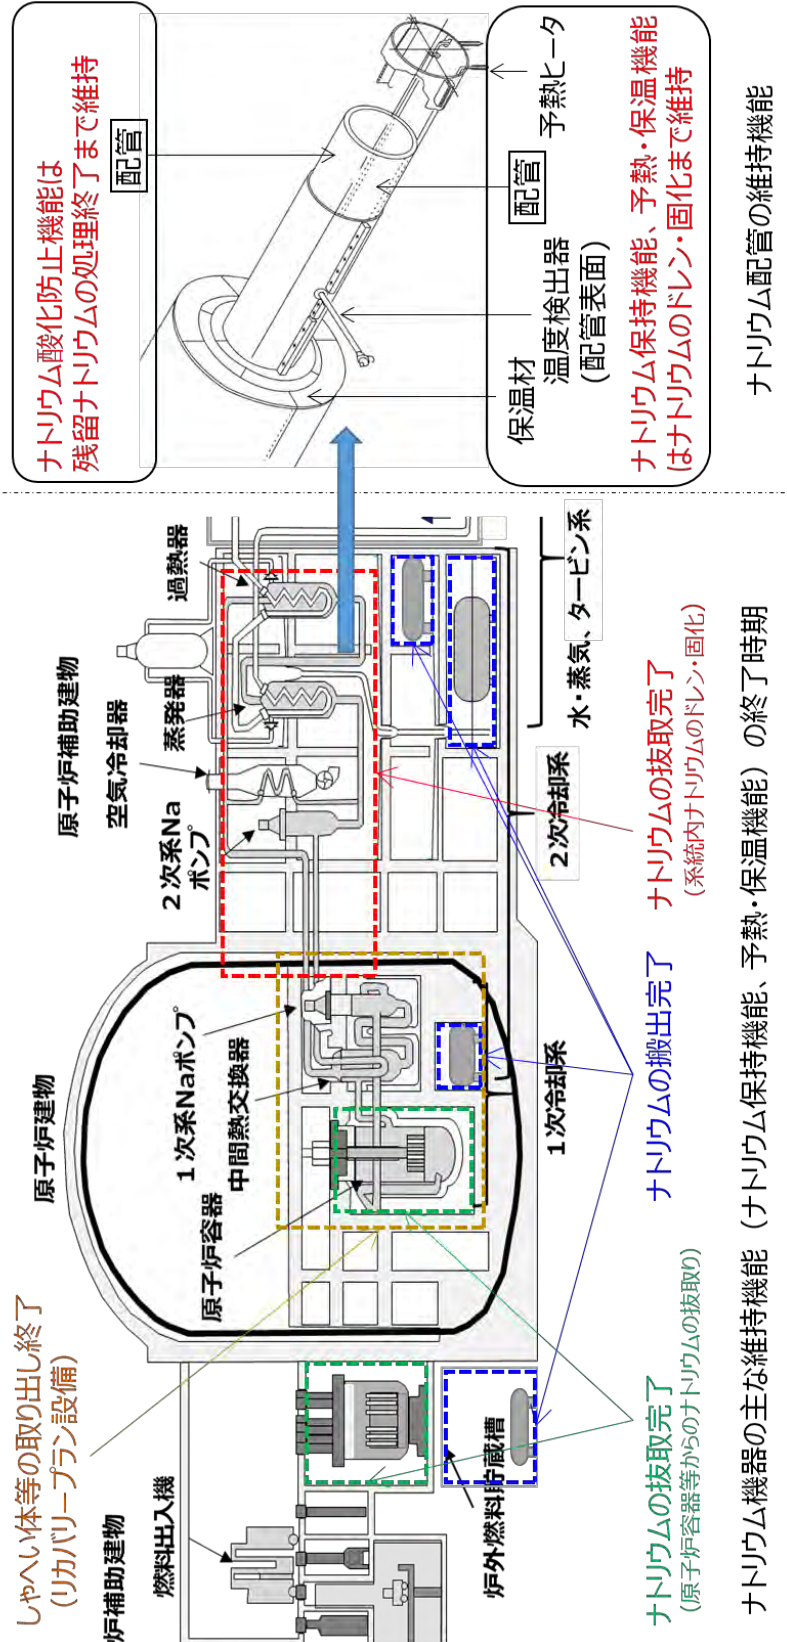 しゃへい体等の取り出し終了
(リカバリープラン設備)
原子炉建物
原子炉補助建物
炉補助建物
燃料出入機
原子炉容器
1次系Naポンプ
中間熱交換器
2次系Na
ポンプ
空気冷却器
蒸発器
過熱器
炉外燃料貯蔵槽
1次冷却系
2次冷却系
水・蒸気、タービン系
ナトリウムの抜取完了
(原子炉容器等からのナトリウムの抜取り)
ナトリウムの搬出完了
ナトリウムの抜取完了
(系統内ナトリウムのドレン・固化)
ナトリウム機器の主な維持機能(ナトリウム保持機能、予熱・保温機能)の終了時期
ナトリウム酸化防止機能は
残留ナトリウムの処理終了まで維持
配管
保温材
温度検出器
(配管表面)
配管
予熱ヒータ
ナトリウム保持機能、予熱・保温機能
はナトリウムのドレン・固化まで維持
ナトリウム配管の維持機能